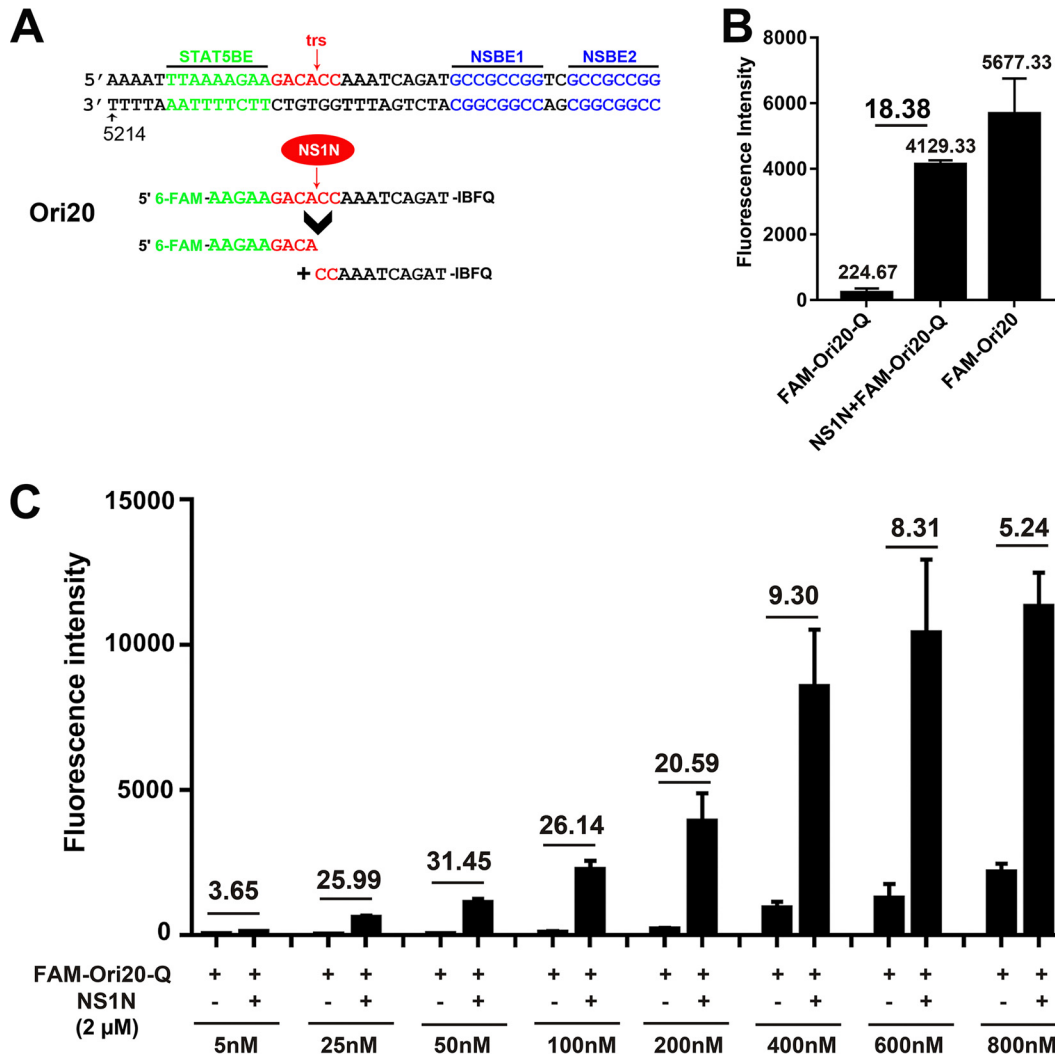 A
trs
STAT5BE NSBE1 NSBE2
5' AAAATTTAAAAGAAGACACCAAATCAGATGCCGCCGGTCGCCGCCGG
3' TTTTAAATTTTCTTCTGTGGTTTAGTCTACGGCGGCCAGCGGCGGCC
5214
NS1N
Ori20
5' 6-FAM-AAGAAGACACCAAATCAGAT-IBFQ
5' 6-FAM-AAGAAGACA
+ CCAAATCAGAT-IBFQ
B
Fluorescence Intensity
8000
6000
4000
2000
0
224.67
18.38
4129.33
5677.33
FAM-Ori20-Q
NS1N+FAM-Ori20-Q
FAM-Ori20
C
Fluorescence intensity
15000
10000
5000
0
3.65
25.99
31.45
26.14
20.59
9.30
8.31
5.24
FAM-Ori20-Q + + + + + + + + + + + + + + + +
NS1N - + - + - + - + - + - + - + - +
(2 μM)
5nM 25nM 50nM 100nM 200nM 400nM 600nM 800nM